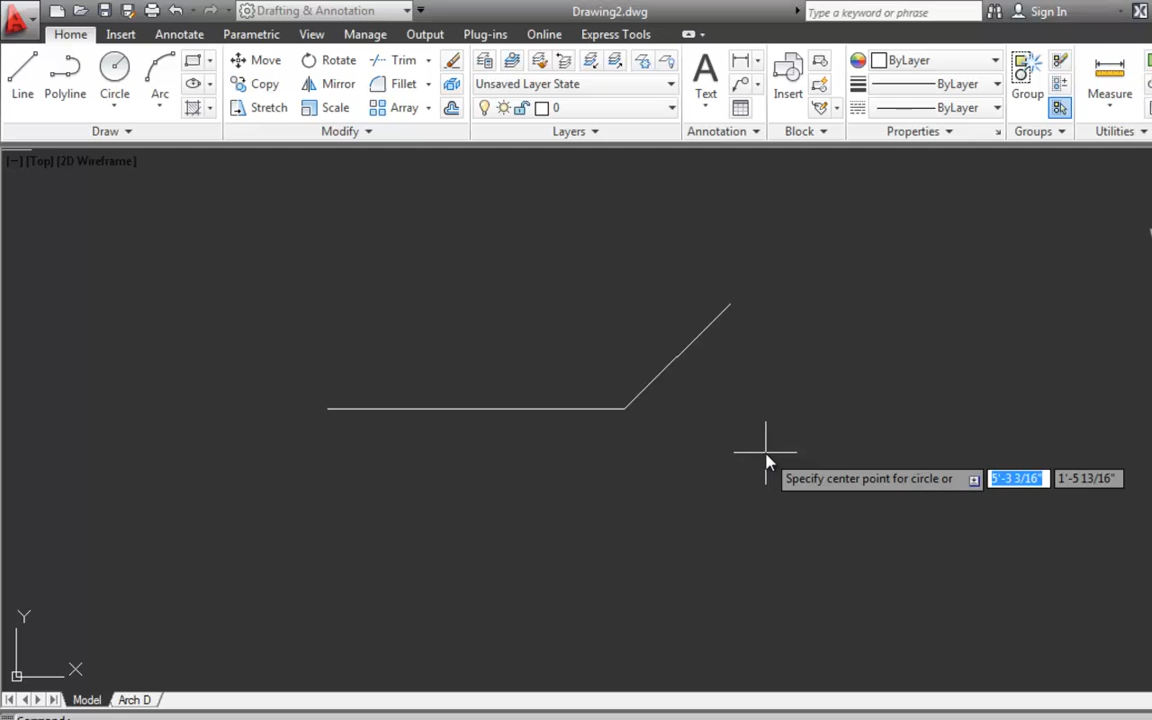 Drafting & Annotation Drawing2.dwg Type a keyword or phrase Sign In
Home Insert Annotate Parametric View Manage Output Plug-ins Online Express Tools
Line Polyline Circle Arc Move Rotate Trim
Copy Mirror Fillet
Stretch Scale Array
Unsaved Layer State
0
Text Insert
ByLayer
ByLayer
ByLayer
Group Measure
Draw Modify Layers Annotation Block Properties Groups Utilities
[−] [Top] [2D Wireframe]
Specify center point for circle or 5'-3 3/16" 1'-5 13/16"
Y
X
Model Arch D
Command: